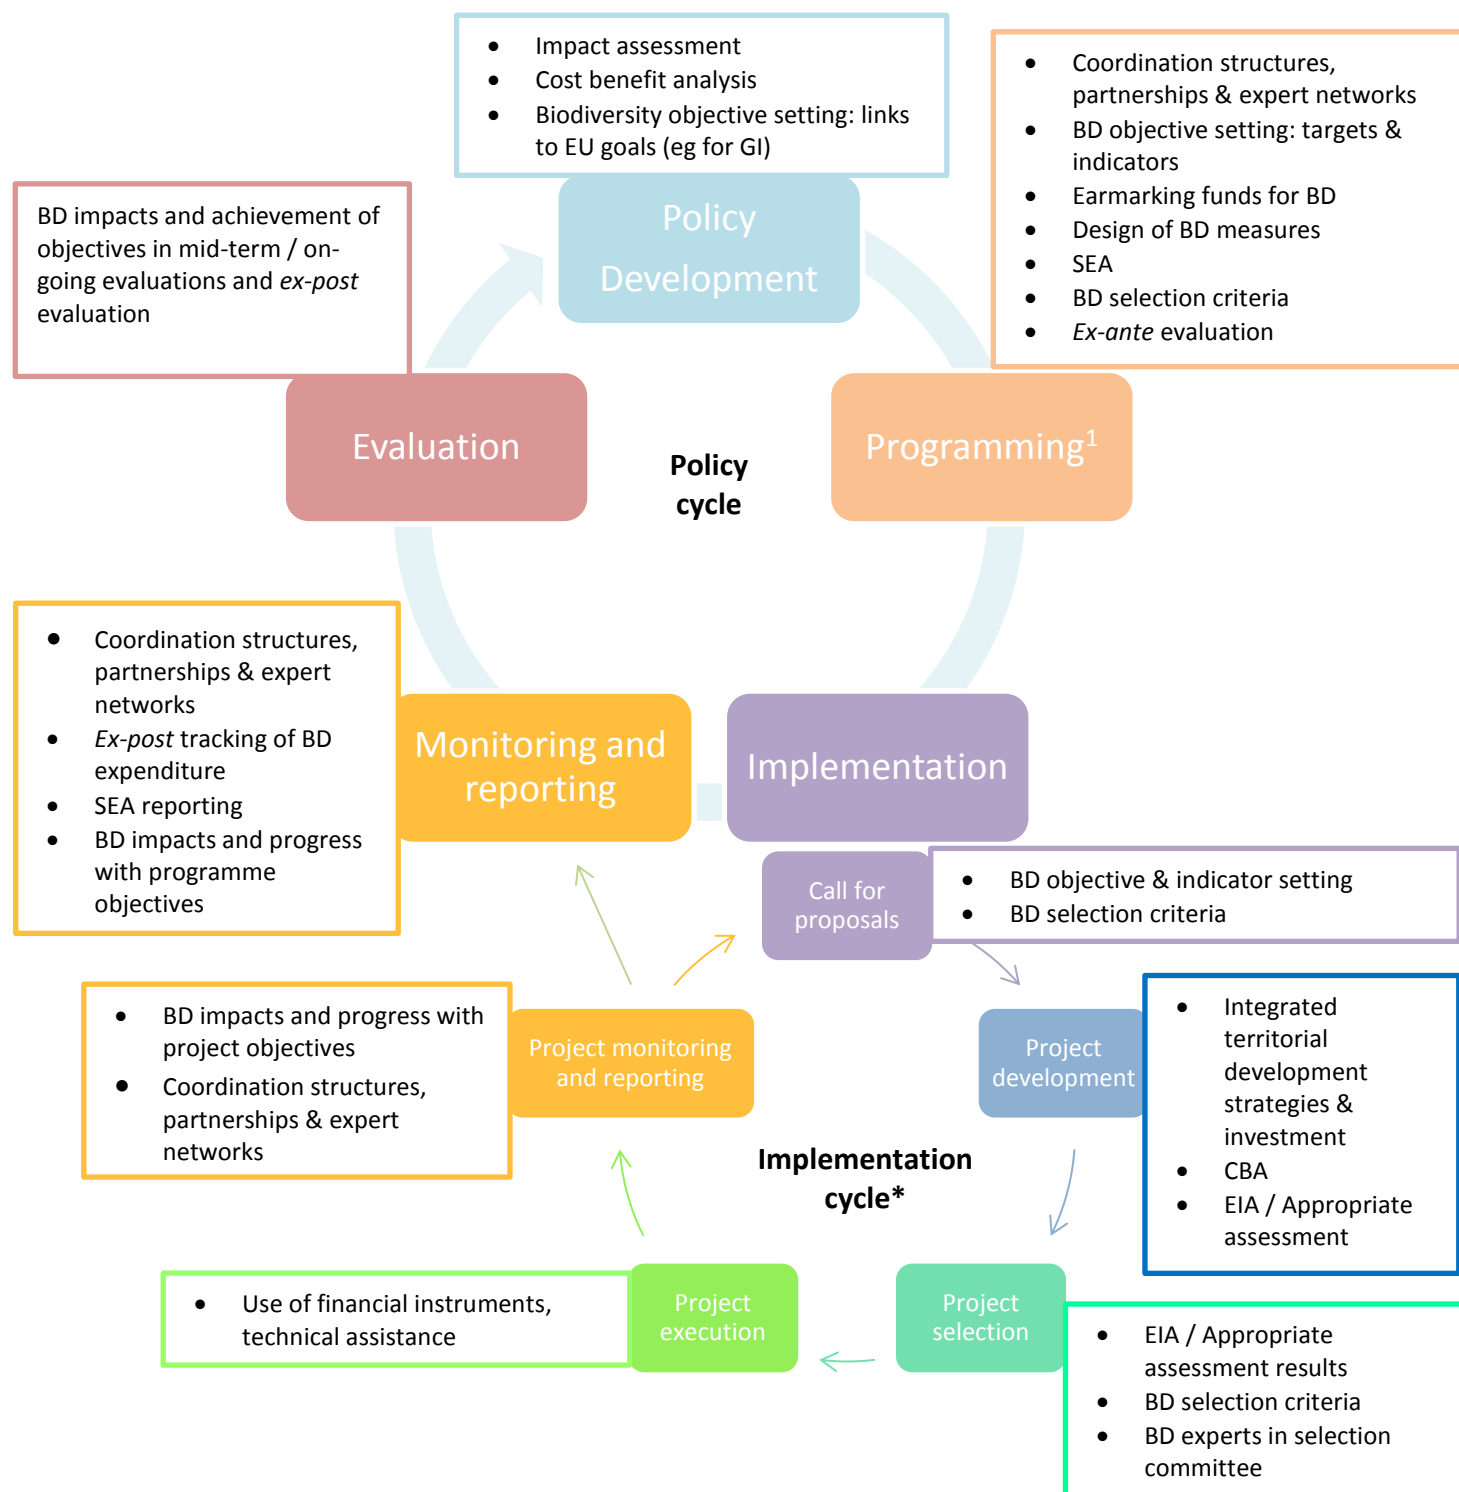 • Impact assessment
• Cost benefit analysis
• Biodiversity objective setting: links
to EU goals (eg for GI)
• Coordination structures,
partnerships & expert networks
• BD objective setting: targets &
indicators
• Earmarking funds for BD
• Design of BD measures
• SEA
• BD selection criteria
• Ex-ante evaluation
BD impacts and achievement of
objectives in mid-term / on-
going evaluations and ex-post
evaluation
Policy
Development
Evaluation
Policy
cycle
Programming¹
• Coordination structures,
partnerships & expert
networks
• Ex-post tracking of BD
expenditure
• SEA reporting
• BD impacts and progress
with programme
objectives
Monitoring and
reporting
Implementation
Call for
proposals
• BD objective & indicator setting
• BD selection criteria
• BD impacts and progress with
project objectives
• Coordination structures,
partnerships & expert
networks
Project monitoring
and reporting
Project
development
• Integrated
territorial
development
strategies &
investment
• CBA
• EIA / Appropriate
assessment
Implementation
cycle*
• Use of financial instruments,
technical assistance
Project
execution
Project
selection
• EIA / Appropriate
assessment results
• BD selection criteria
• BD experts in selection
committee